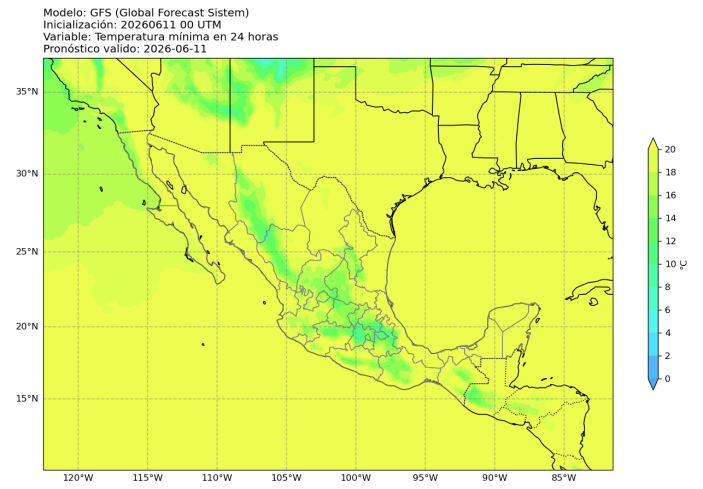 Modelo: GFS (Global Forecast Sistem)
Inicialización: 20260611 00 UTM
Variable: Temperatura mínima en 24 horas
Pronóstico valido: 2026-06-11
35°N
30°N
25°N
20°N
15°N
120°W
115°W
110°W
105°W
100°W
95°W
90°W
85°W
20
18
16
14
12
10
8
6
4
2
0
°C